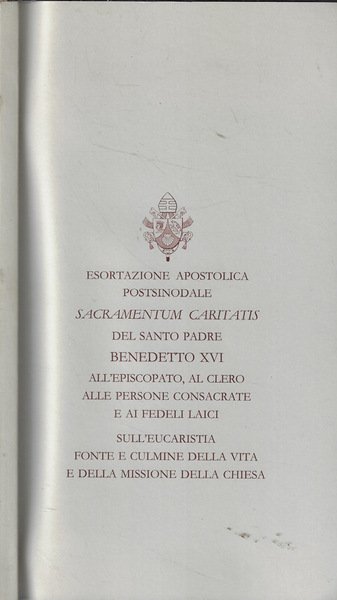 ESORTAZIONE APOSTOLICA
POSTSINODALE
SACRAMENTUM CARITATIS
DEL SANTO PADRE
BENEDETTO XVI
ALL'EPISCOPATO, AL CLERO
ALLE PERSONE CONSACRATE
E AI FEDELI LAICI
SULL'EUCARISTIA
FONTE E CULMINE DELLA VITA
E DELLA MISSIONE DELLA CHIESA